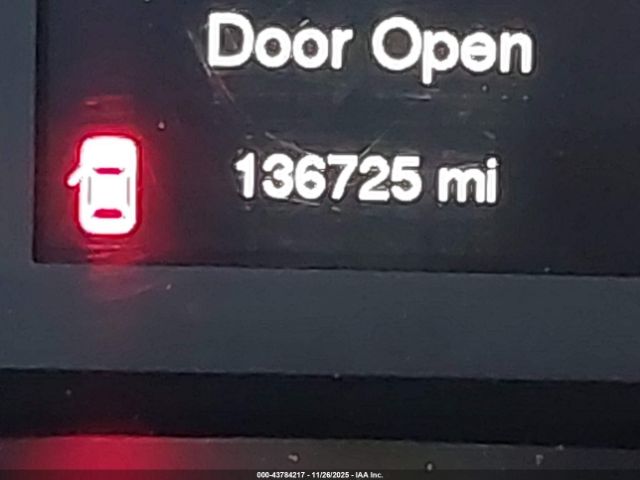 Door Open
136725 mi
000-43784217 - 11/26/2025 - IAA Inc.